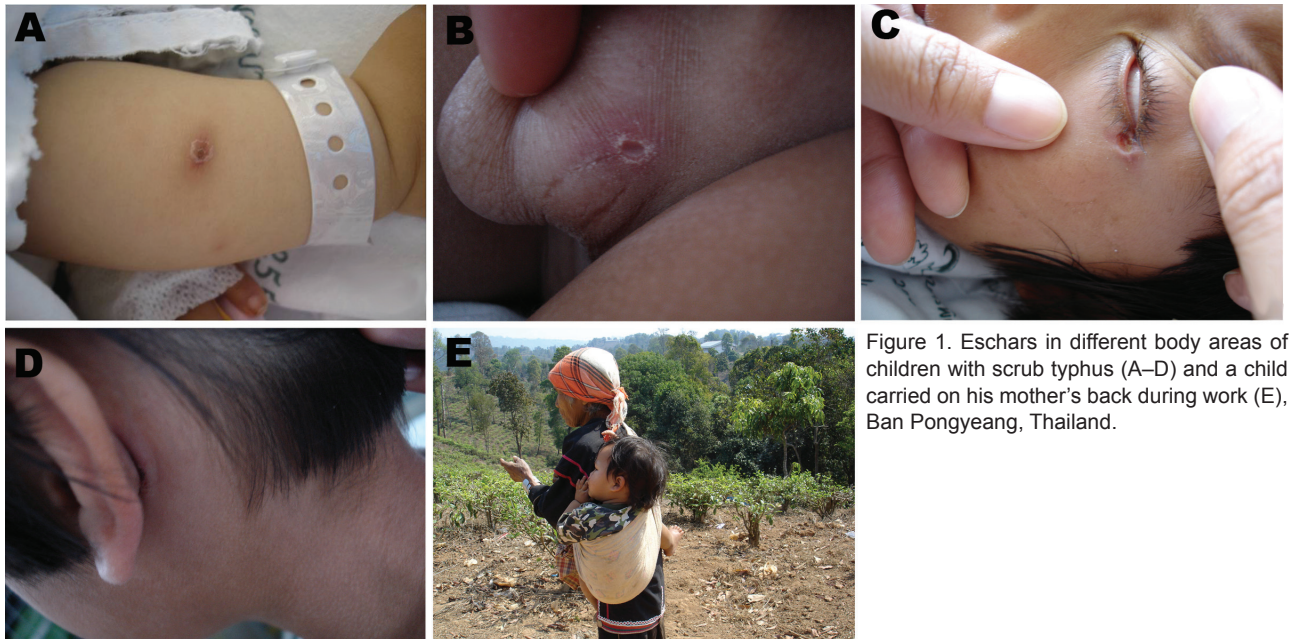 A
B
C
D
E
Figure 1. Eschars in different body areas of
children with scrub typhus (A–D) and a child
carried on his mother's back during work (E),
Ban Pongyeang, Thailand.